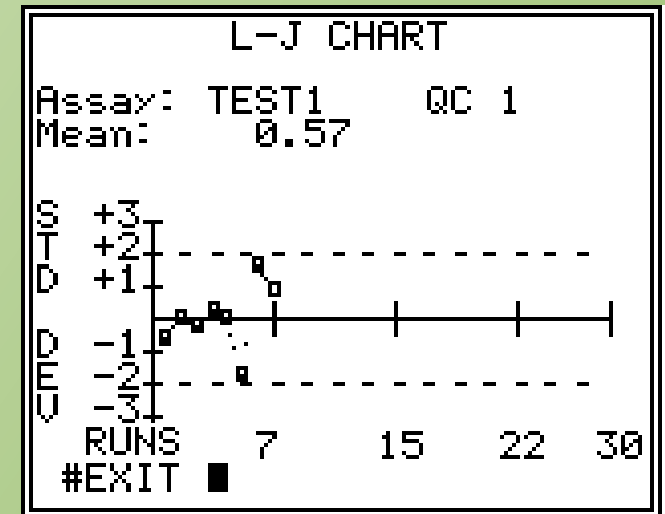 L-J CHART
Assay: TEST1 QC 1
Mean: 0.57
S +3
T +2
D +1
D -1
E -2
V -3
RUNS 7 15 22 30
#EXIT